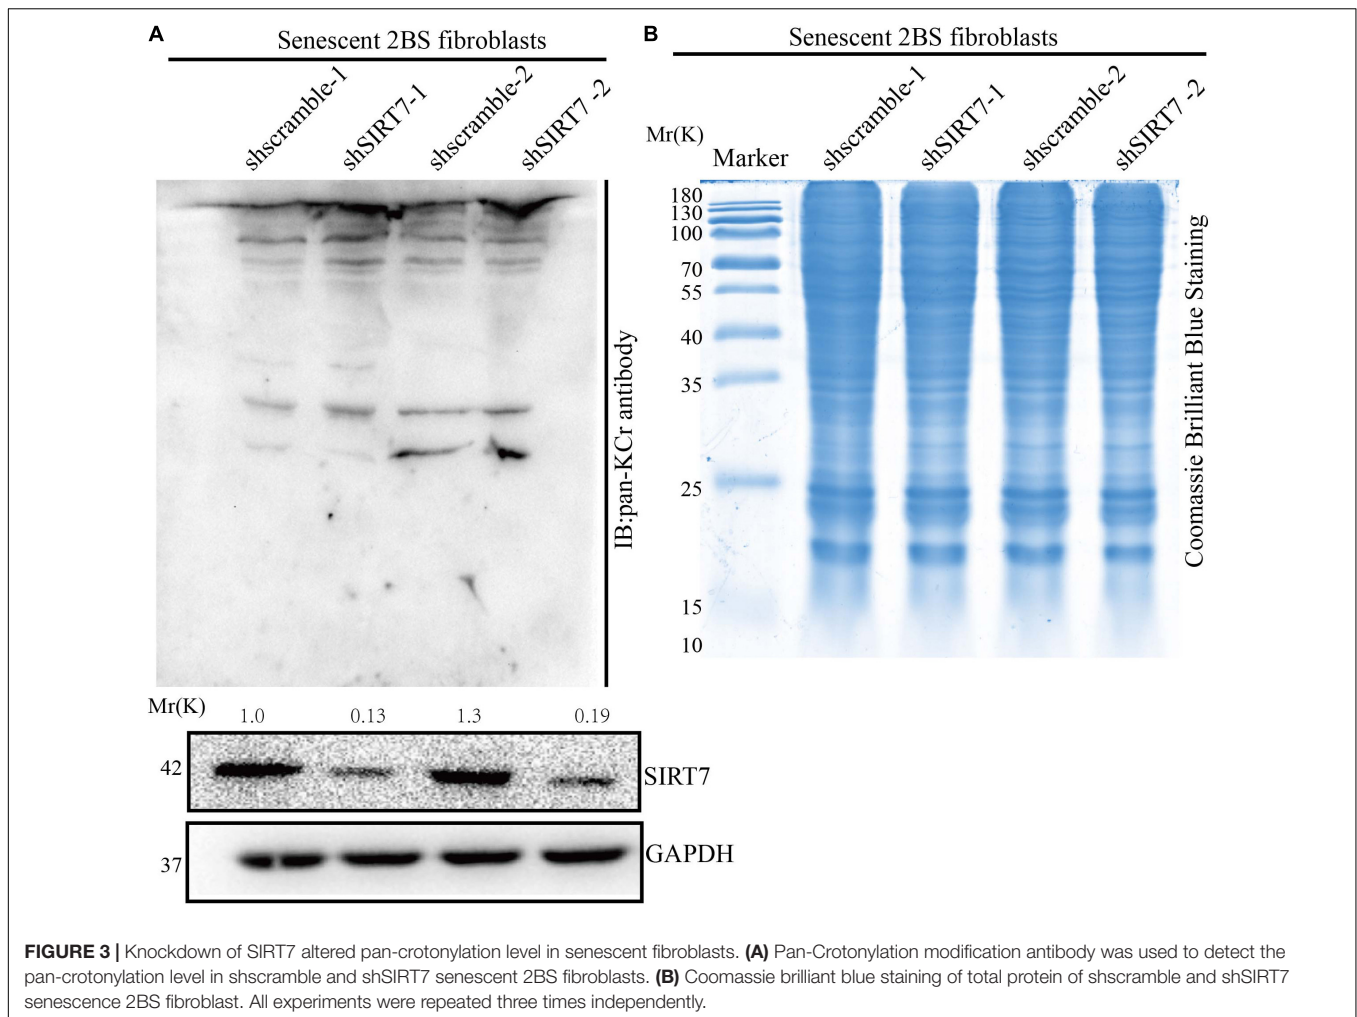 A
Senescent 2BS fibroblasts
shscramble-1
shSIRT7-1
shscramble-2
shSIRT7 -2
IB:pan-KCr antibody
Mr(K)
1.0 0.13 1.3 0.19
42
SIRT7
37
GAPDH
B
Senescent 2BS fibroblasts
Mr(K)
Marker
shscramble-1
shSIRT7-1
shscramble-2
shSIRT7 -2
180
130
100
70
55
40
35
25
15
10
Coomassie Brilliant Blue Staining
FIGURE 3 | Knockdown of SIRT7 altered pan-crotonylation level in senescent fibroblasts. (A) Pan-Crotonylation modification antibody was used to detect the
pan-crotonylation level in shscramble and shSIRT7 senescent 2BS fibroblasts. (B) Coomassie brilliant blue staining of total protein of shscramble and shSIRT7
senescence 2BS fibroblast. All experiments were repeated three times independently.